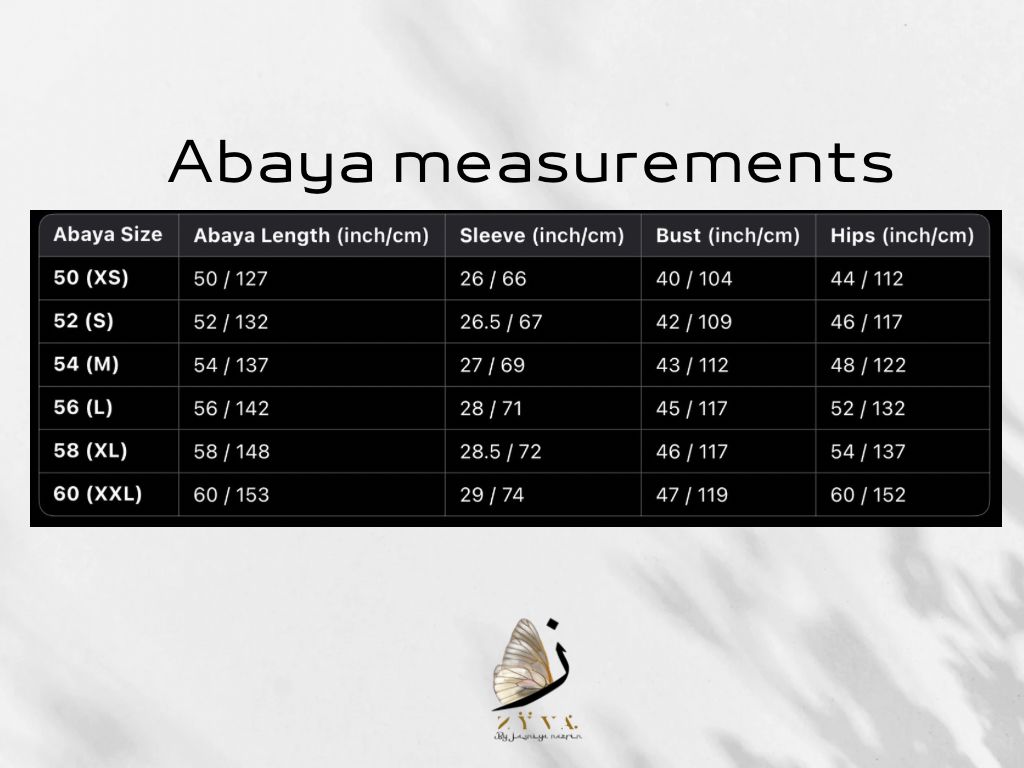 Abaya measurements
Abaya Size Abaya Length (inch/cm) Sleeve (inch/cm) Bust (inch/cm) Hips (inch/cm)
50 (XS) 50 / 127 26 / 66 40 / 104 44 / 112
52 (S) 52 / 132 26.5 / 67 42 / 109 46 / 117
54 (M) 54 / 137 27 / 69 43 / 112 48 / 122
56 (L) 56 / 142 28 / 71 45 / 117 52 / 132
58 (XL) 58 / 148 28.5 / 72 46 / 117 54 / 137
60 (XXL) 60 / 153 29 / 74 47 / 119 60 / 152
ز
ZYVA
By